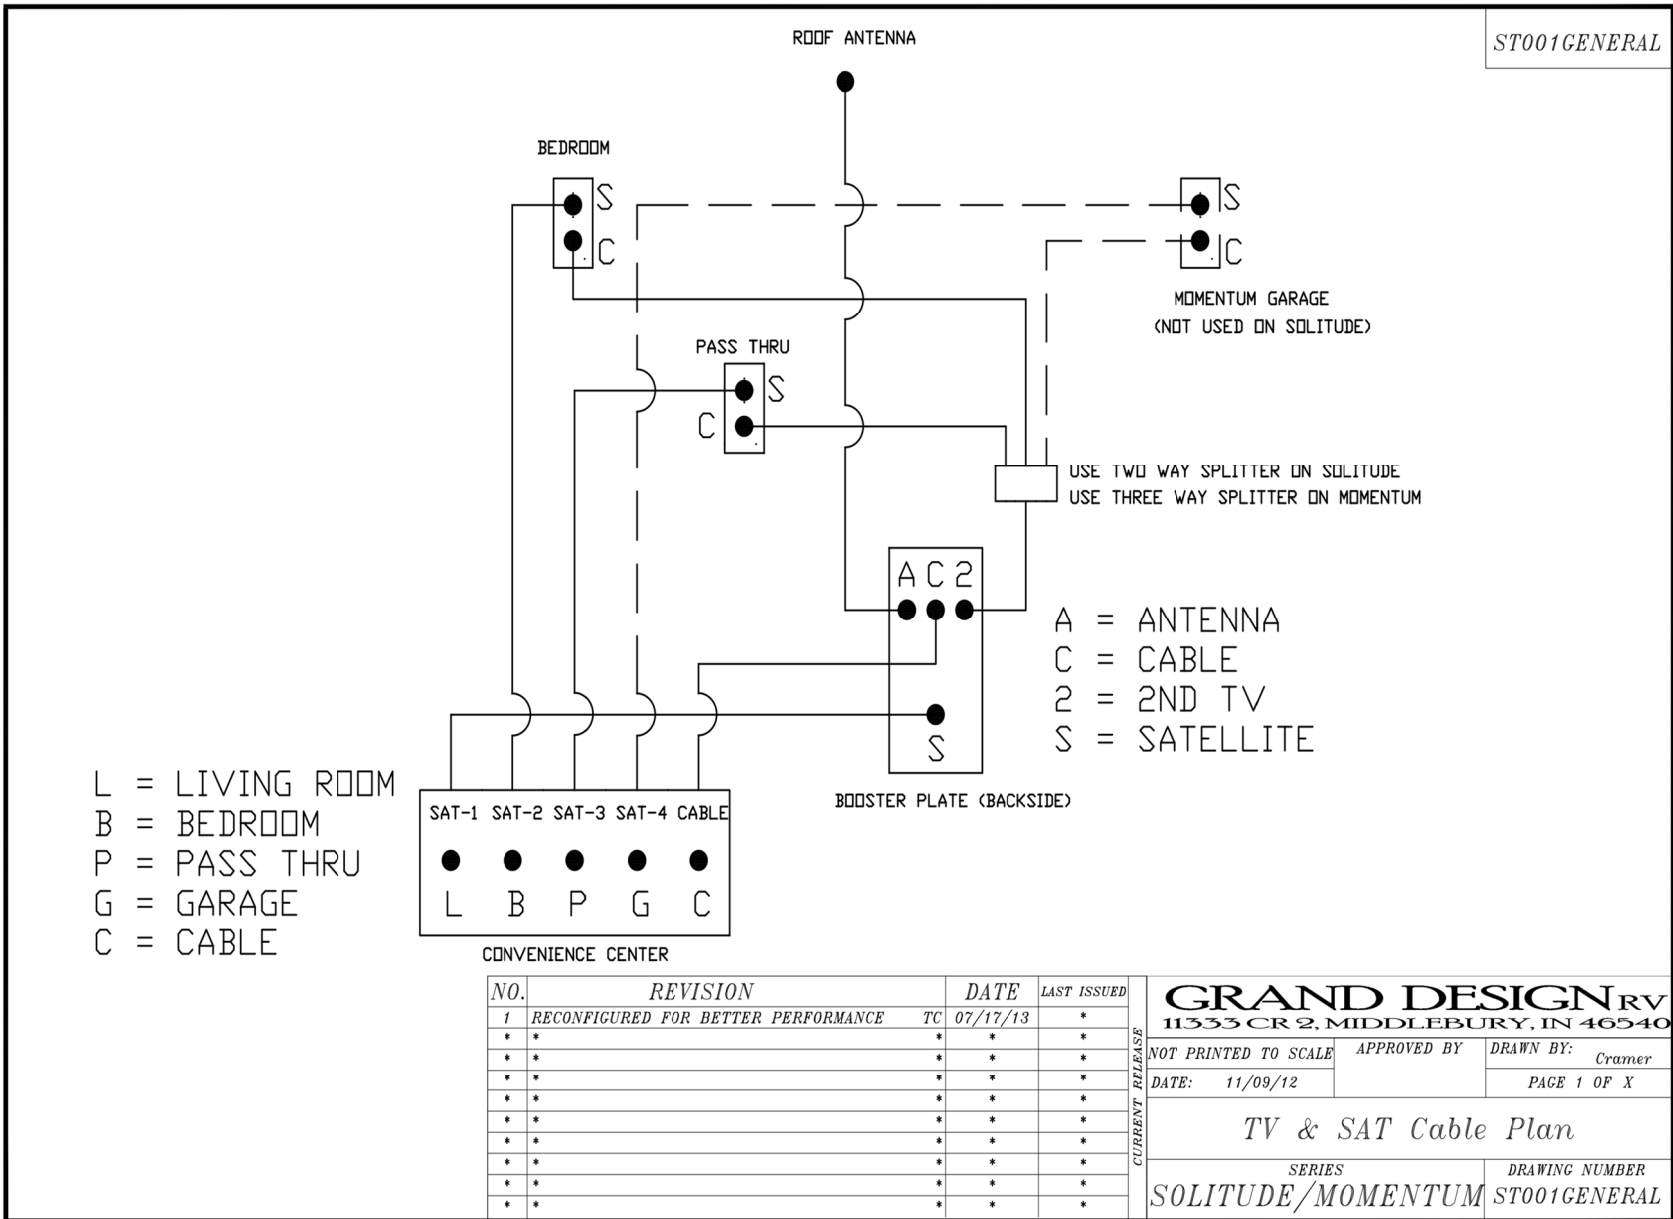 ST001GENERAL
ROOF ANTENNA
BEDROOM
S
C
S
C
MOMENTUM GARAGE
(NOT USED ON SOLITUDE)
PASS THRU
S
C
USE TWO WAY SPLITTER ON SOLITUDE
USE THREE WAY SPLITTER ON MOMENTUM
A C 2
S
BOOSTER PLATE (BACKSIDE)
A = ANTENNA
C = CABLE
2 = 2ND TV
S = SATELLITE
L = LIVING ROOM
B = BEDROOM
P = PASS THRU
G = GARAGE
C = CABLE
SAT-1 SAT-2 SAT-3 SAT-4 CABLE
L B P G C
CONVENIENCE CENTER
NO. REVISION DATE LAST ISSUED
1 RECONFIGURED FOR BETTER PERFORMANCE TC 07/17/13 *
* * * * *
* * * * *
* * * * *
* * * * *
* * * * *
* * * * *
* * * * *
* * * * *
* * * * *
CURRENT RELEASE
GRAND DESIGN RV
11333 CR 2, MIDDLEBURY, IN 46540
NOT PRINTED TO SCALE
APPROVED BY
DRAWN BY: Cramer
DATE: 11/09/12
PAGE 1 OF X
TV & SAT Cable Plan
SERIES
SOLITUDE/MOMENTUM
DRAWING NUMBER
ST001GENERAL